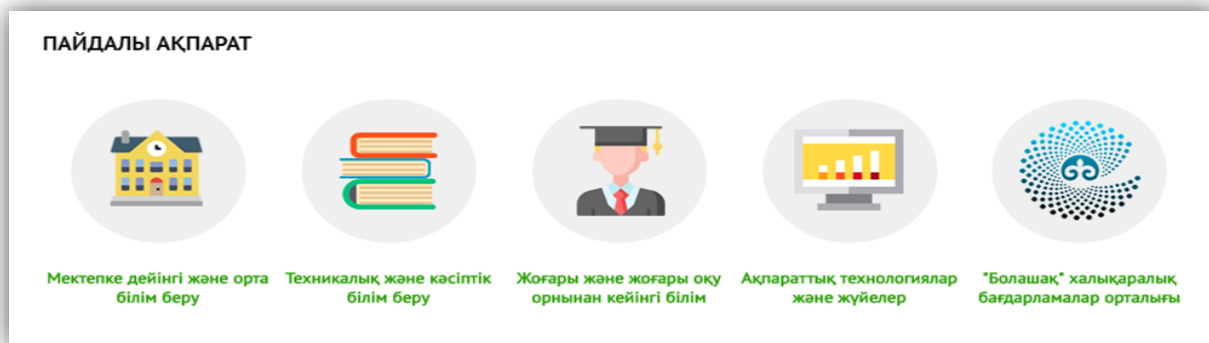 ПАЙДАЛЫ АҚПАРАТ
Мектепке дейінгі және орта
білім беру
Техникалық және кәсіптік
білім беру
Жоғары және жоғары оқу
орнынан кейінгі білім
Ақпараттық технологиялар
және жүйелер
"Болашақ" халықаралық
бағдарламалар орталығы